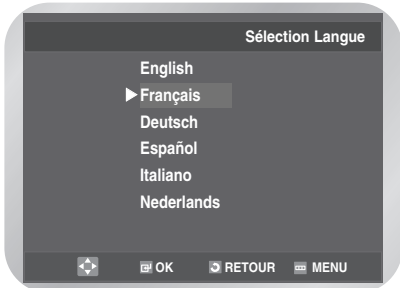 Sélection Langue
English
Français
Deutsch
Español
Italiano
Nederlands
OK RETOUR MENU